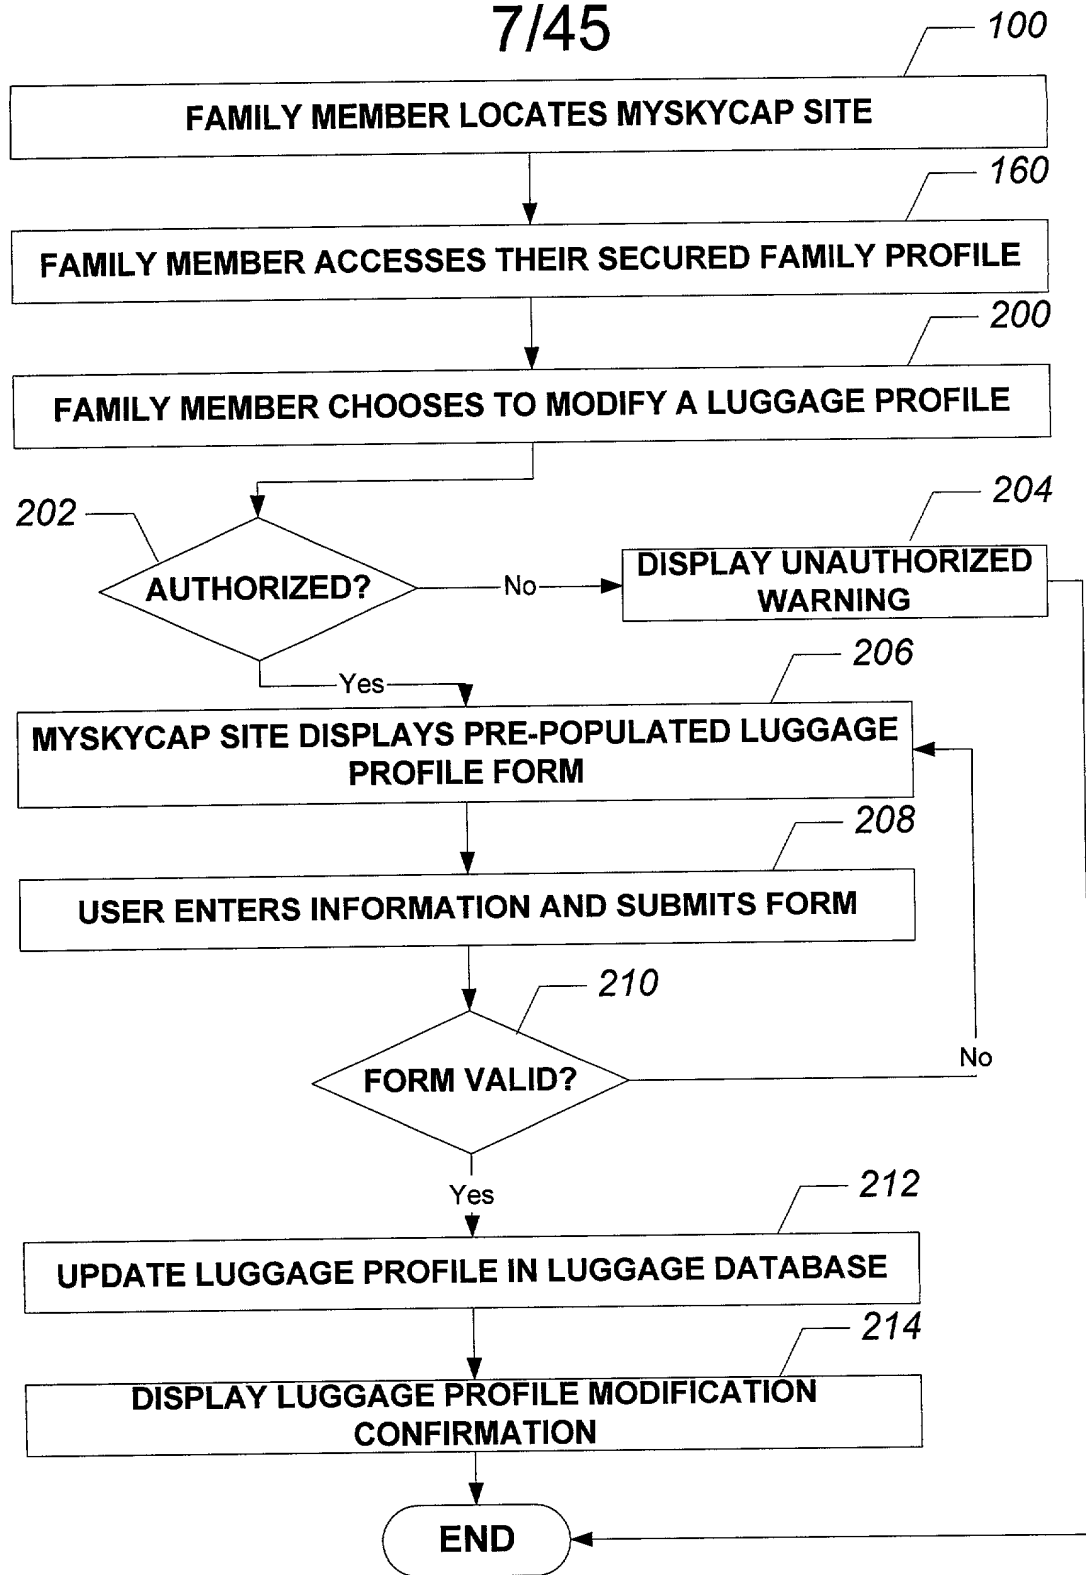 7/45
100
FAMILY MEMBER LOCATES MYSKYCAP SITE
160
FAMILY MEMBER ACCESSES THEIR SECURED FAMILY PROFILE
200
FAMILY MEMBER CHOOSES TO MODIFY A LUGGAGE PROFILE
202
AUTHORIZED?
No
204
DISPLAY UNAUTHORIZED
WARNING
Yes
206
MYSKYCAP SITE DISPLAYS PRE-POPULATED LUGGAGE
PROFILE FORM
208
USER ENTERS INFORMATION AND SUBMITS FORM
210
FORM VALID?
No
Yes
212
UPDATE LUGGAGE PROFILE IN LUGGAGE DATABASE
214
DISPLAY LUGGAGE PROFILE MODIFICATION
CONFIRMATION
END